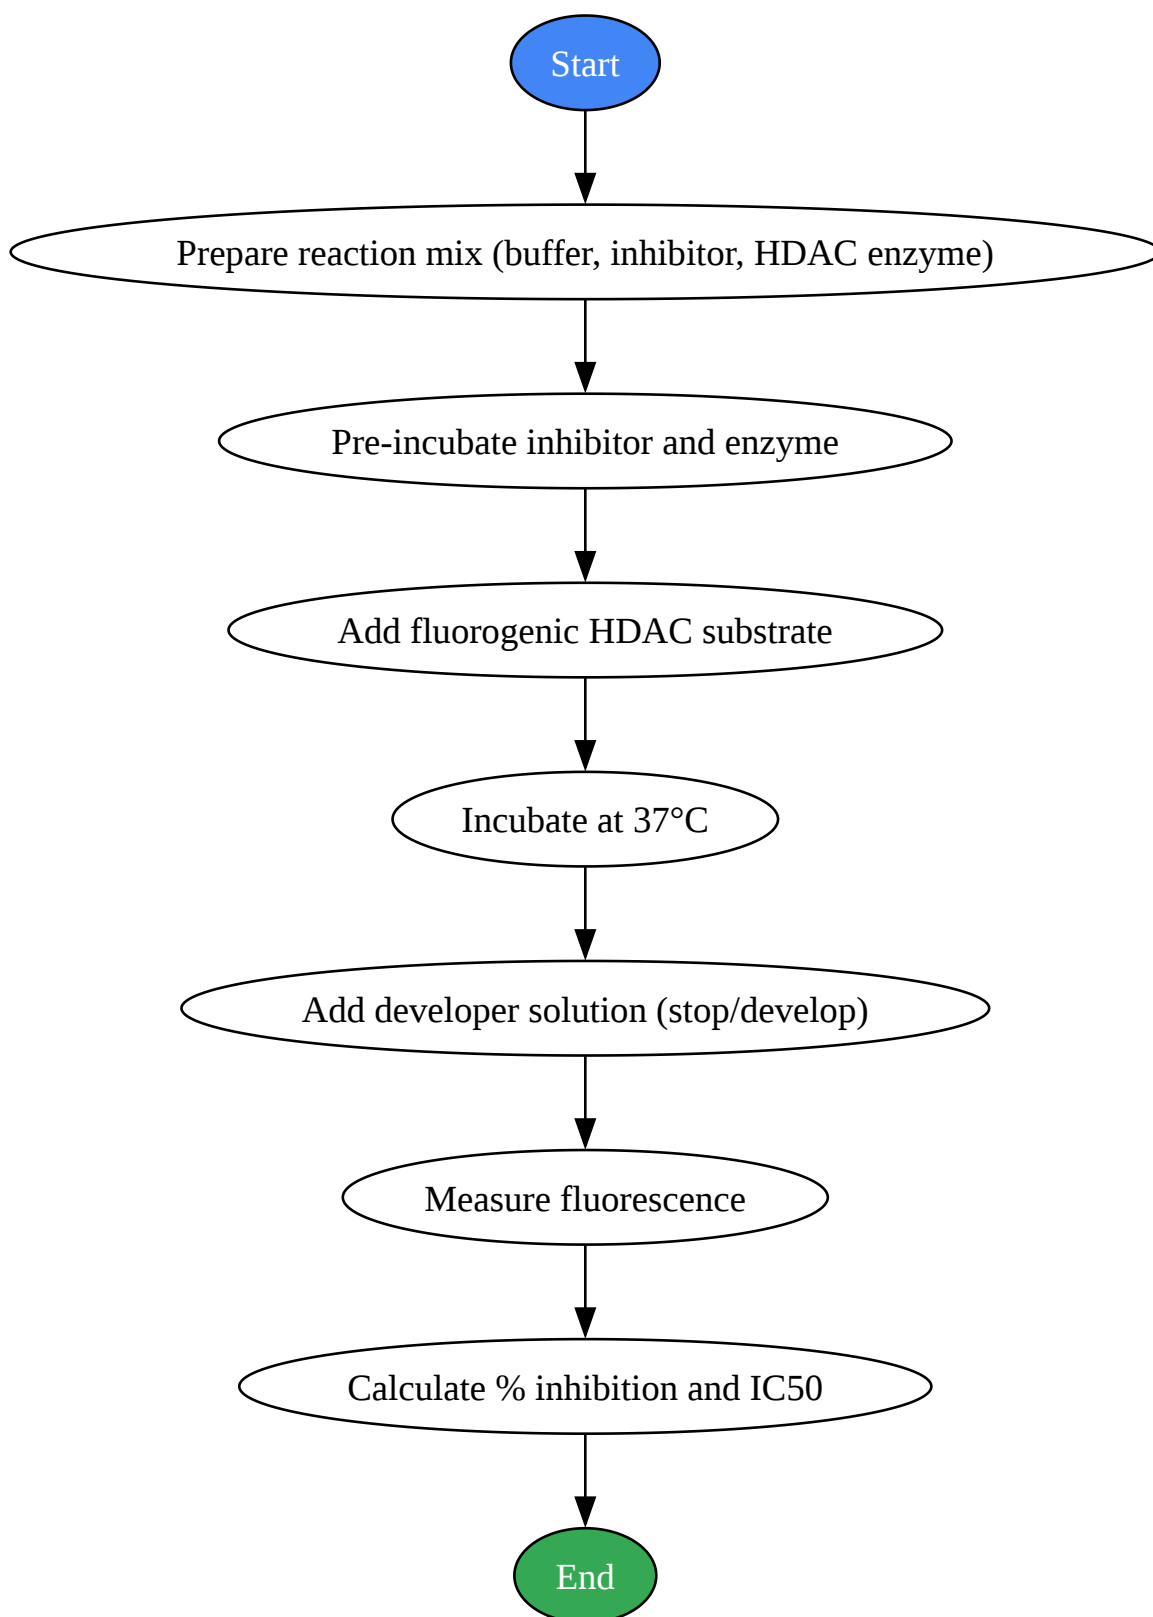 Start
Prepare reaction mix (buffer, inhibitor, HDAC enzyme)
Pre-incubate inhibitor and enzyme
Add fluorogenic HDAC substrate
Incubate at 37°C
Add developer solution (stop/develop)
Measure fluorescence
Calculate % inhibition and IC50
End